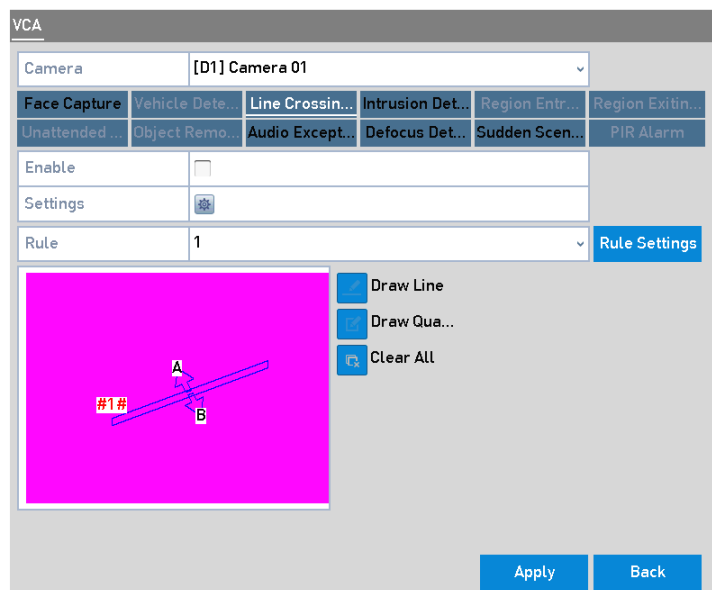 VCA
Camera [D1] Camera 01
Face Capture Vehicle Dete... Line Crossin... Intrusion Det... Region Entr... Region Exitin...
Unattended ... Object Remo... Audio Except... Defocus Det... Sudden Scen... PIR Alarm
Enable
Settings
Rule 1 Rule Settings
Draw Line
Draw Qua...
Clear All
A
#1#
B
Apply Back